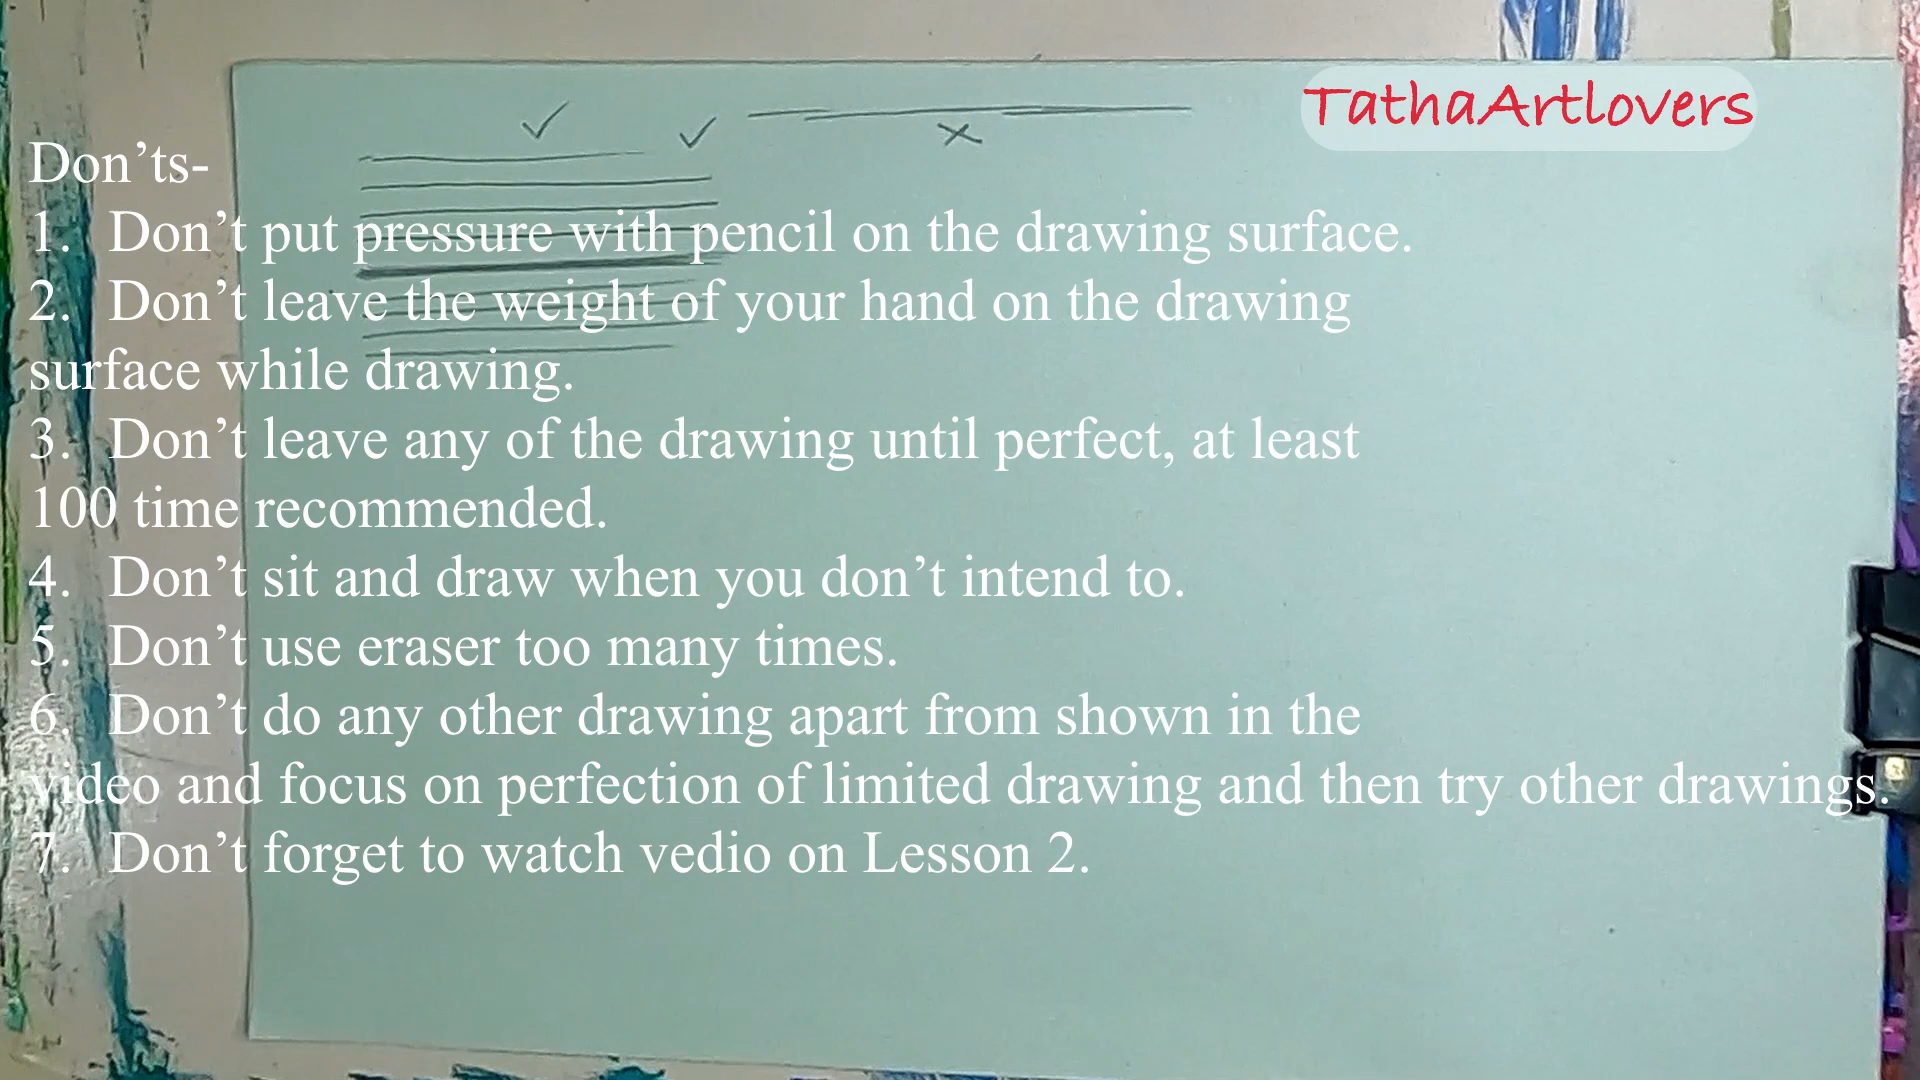 TathaArtlovers
Don’ts-
1. Don’t put pressure with pencil on the drawing surface.
2. Don’t leave the weight of your hand on the drawing
surface while drawing.
3. Don’t leave any of the drawing until perfect, at least
100 time recommended.
4. Don’t sit and draw when you don’t intend to.
5. Don’t use eraser too many times.
6. Don’t do any other drawing apart from shown in the
video and focus on perfection of limited drawing and then try other drawings.
7. Don’t forget to watch vedio on Lesson 2.